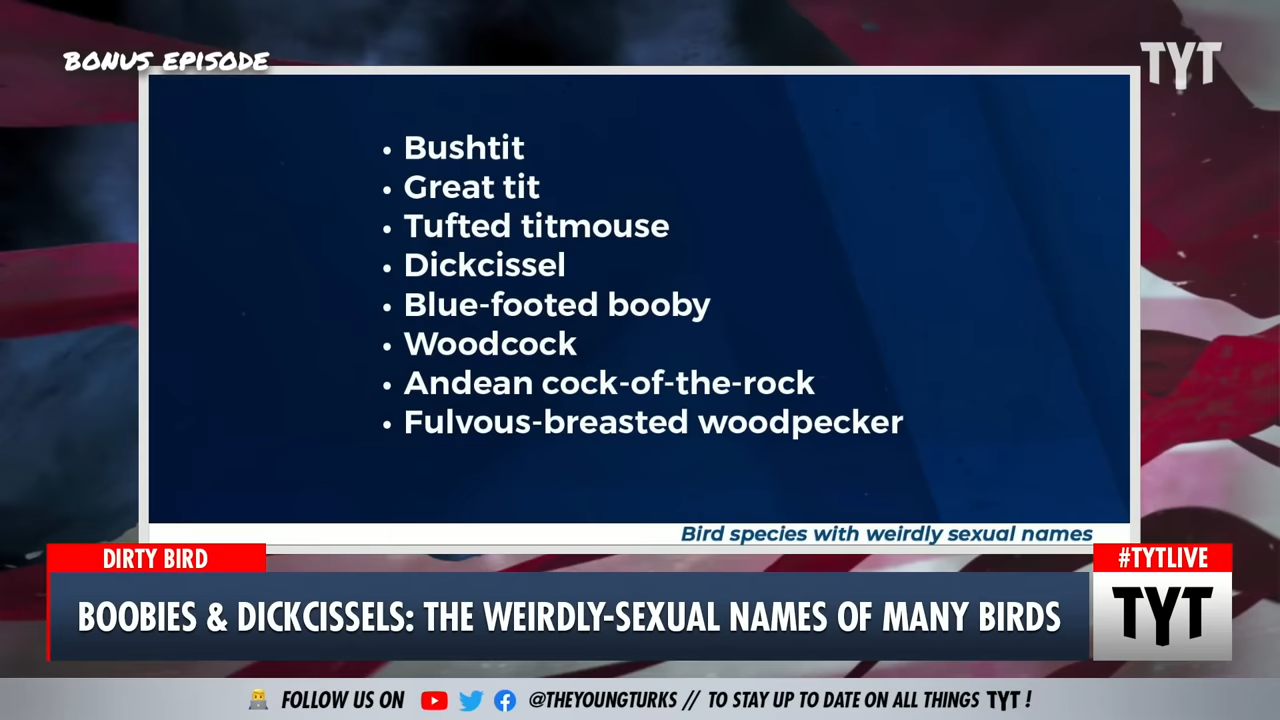 BONUS EPISODE
TYT
• Bushtit
• Great tit
• Tufted titmouse
• Dickcissel
• Blue-footed booby
• Woodcock
• Andean cock-of-the-rock
• Fulvous-breasted woodpecker
Bird species with weirdly sexual names
DIRTY BIRD
#TYTLIVE
BOOBIES & DICKCISSELS: THE WEIRDLY-SEXUAL NAMES OF MANY BIRDS
TYT
FOLLOW US ON @THEYOUNGTURKS // TO STAY UP TO DATE ON ALL THINGS TYT !